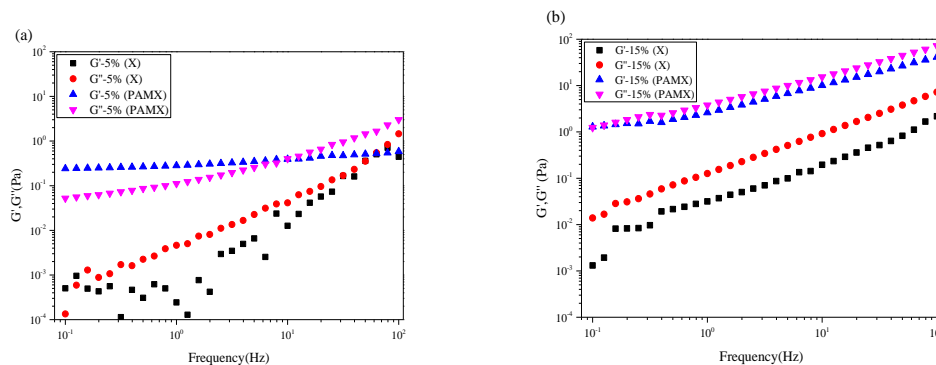 (a)
10^2
10^1
10^0
10^-1
10^-2
10^-3
10^-4
G',G''(Pa)
G'-5% (X)
G''-5% (X)
G'-5% (PAMX)
G''-5% (PAMX)
10^-1
10^0
10^1
10^2
Frequency(Hz)
(b)
10^2
10^1
10^0
10^-1
10^-2
10^-3
10^-4
G',G'' (Pa)
G'-15% (X)
G''-15% (X)
G'-15% (PAMX)
G''-15% (PAMX)
10^-1
10^0
10^1
Frequency(Hz)